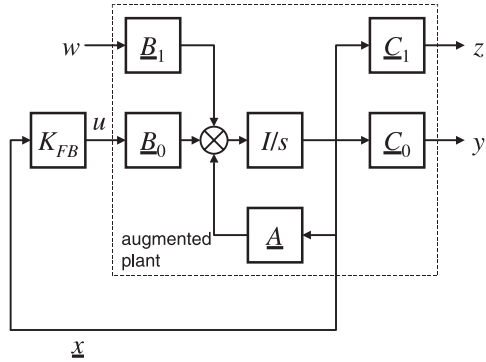 w
B₁
C₁
z
K_FB
u
B₀
I/s
C₀
y
A
augmented
plant
x